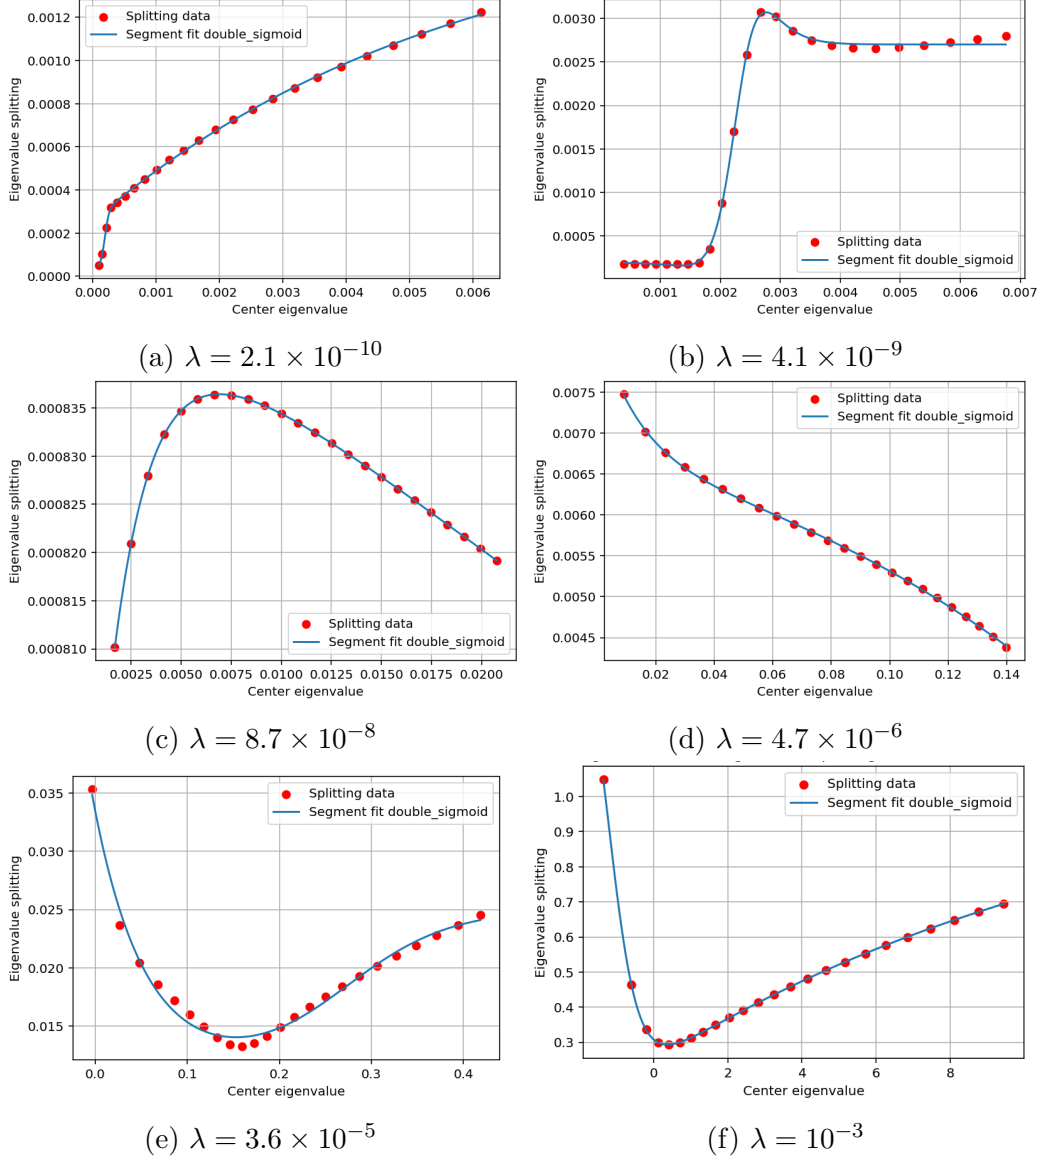 0.0012
0.0010
0.0008
0.0006
0.0004
0.0002
0.0000
Eigenvalue splitting
Splitting data
Segment fit double_sigmoid
0.000 0.001 0.002 0.003 0.004 0.005 0.006
Center eigenvalue
(a) λ = 2.1 × 10⁻¹⁰
0.0030
0.0025
0.0020
0.0015
0.0010
0.0005
Eigenvalue splitting
Splitting data
Segment fit double_sigmoid
0.001 0.002 0.003 0.004 0.005 0.006 0.007
Center eigenvalue
(b) λ = 4.1 × 10⁻⁹
0.000835
0.000830
0.000825
0.000820
0.000815
0.000810
Eigenvalue splitting
Splitting data
Segment fit double_sigmoid
0.0025 0.0050 0.0075 0.0100 0.0125 0.0150 0.0175 0.0200
Center eigenvalue
(c) λ = 8.7 × 10⁻⁸
0.0075
0.0070
0.0065
0.0060
0.0055
0.0050
0.0045
Eigenvalue splitting
Splitting data
Segment fit double_sigmoid
0.02 0.04 0.06 0.08 0.10 0.12 0.14
Center eigenvalue
(d) λ = 4.7 × 10⁻⁶
0.035
0.030
0.025
0.020
0.015
Eigenvalue splitting
Splitting data
Segment fit double_sigmoid
0.0 0.1 0.2 0.3 0.4
Center eigenvalue
(e) λ = 3.6 × 10⁻⁵
1.0
0.9
0.8
0.7
0.6
0.5
0.4
0.3
Eigenvalue splitting
Splitting data
Segment fit double_sigmoid
0 2 4 6 8
Center eigenvalue
(f) λ = 10⁻³